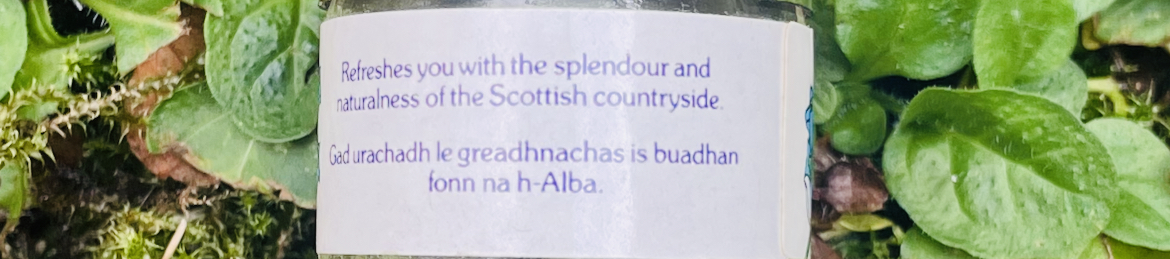 Refreshes you with the splendour and
naturalness of the Scottish countryside.
Gad urachadh le greadhnachas is buadhan
fonn na h-Alba.